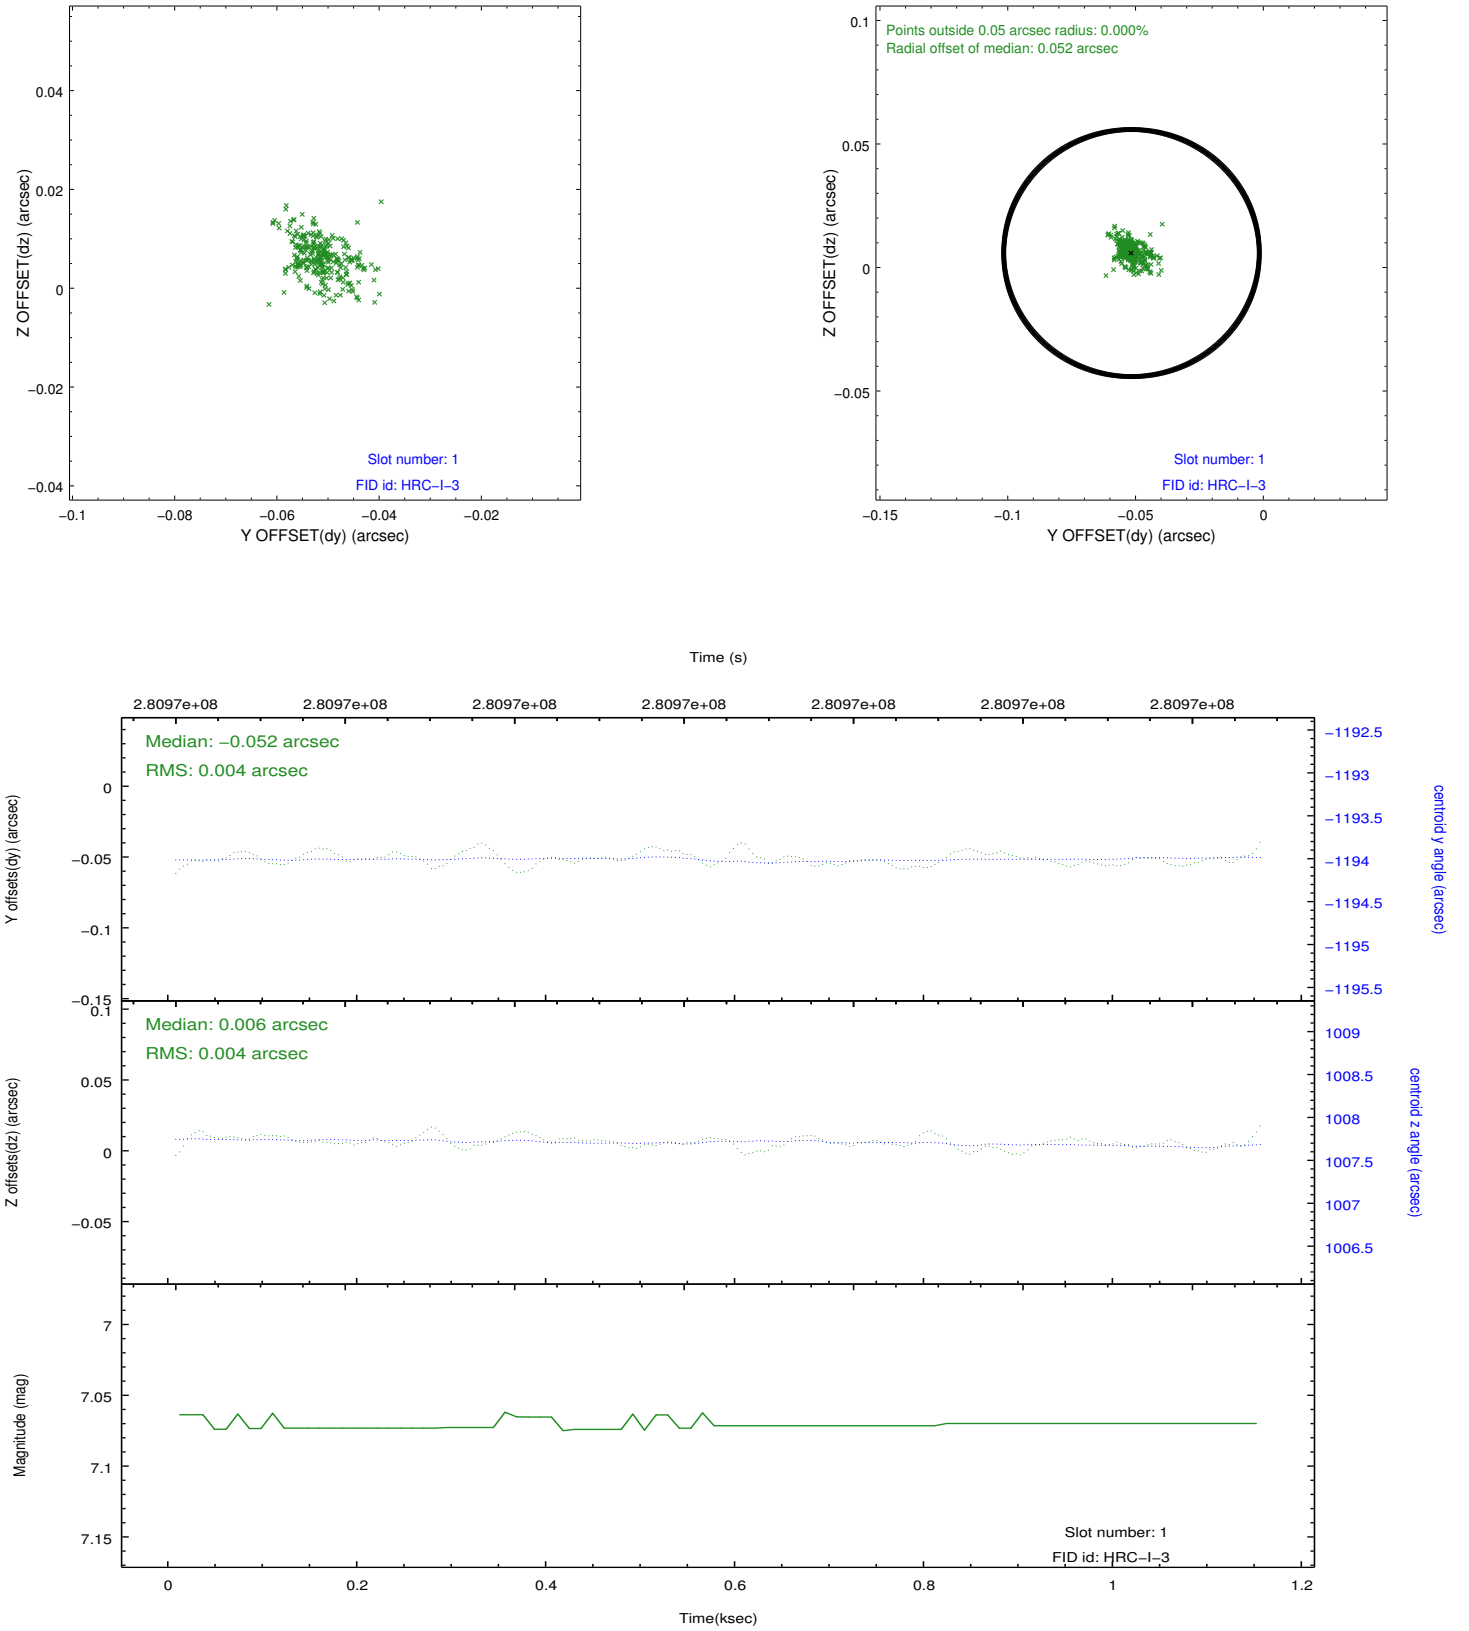 0.04
0.02
0
−0.02
−0.04
Z OFFSET(dz) (arcsec)
Slot number: 1
FID id: HRC−I−3
−0.1
−0.08
−0.06
−0.04
−0.02
Y OFFSET(dy) (arcsec)
Points outside 0.05 arcsec radius: 0.000%
Radial offset of median: 0.052 arcsec
0.1
0.05
0
−0.05
Z OFFSET(dz) (arcsec)
Slot number: 1
FID id: HRC−I−3
−0.15
−0.1
−0.05
0
Y OFFSET(dy) (arcsec)
Time (s)
2.8097e+08
2.8097e+08
2.8097e+08
2.8097e+08
2.8097e+08
2.8097e+08
2.8097e+08
Median: −0.052 arcsec
RMS: 0.004 arcsec
0
−0.05
−0.1
−0.15
Y offsets(dy) (arcsec)
−1192.5
−1193
−1193.5
−1194
−1194.5
−1195
−1195.5
centroid y angle (arcsec)
Median: 0.006 arcsec
RMS: 0.004 arcsec
0.1
0.05
0
−0.05
Z offsets(dz) (arcsec)
1009
1008.5
1008
1007.5
1007
1006.5
centroid z angle (arcsec)
7
7.05
7.1
7.15
Magnitude (mag)
Slot number: 1
FID id: HRC−I−3
0
0.2
0.4
0.6
0.8
1
1.2
Time(ksec)